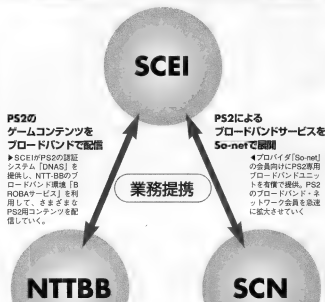 SCEI
PS2の
ゲームコンテンツを
ブロードバンドで配信
▶SCEIがPS2の認証
システム「DNAS」を
提供し、NTT-BBのブ
ロードバンド環境「B
ROBAサービス」を利
用して、さまざまな
PS2用コンテンツを配
信していく。
PS2による
ブロードバンドサービスを
So-netで展開
◀プロバイダ「So-net」
の会員向けにPS2専用
ブロードバンドユニッ
トを有償で提供。PS2
のブロードバンド・ネ
ットワーク会員を急速
に拡大させていく
業務提携
NTTBB
SCN